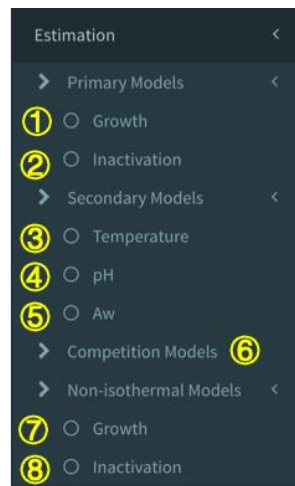 Estimation
Primary Models
① Growth
② Inactivation
Secondary Models
③ Temperature
④ pH
⑤ Aw
Competition Models ⑥
Non-isothermal Models
⑦ Growth
⑧ Inactivation